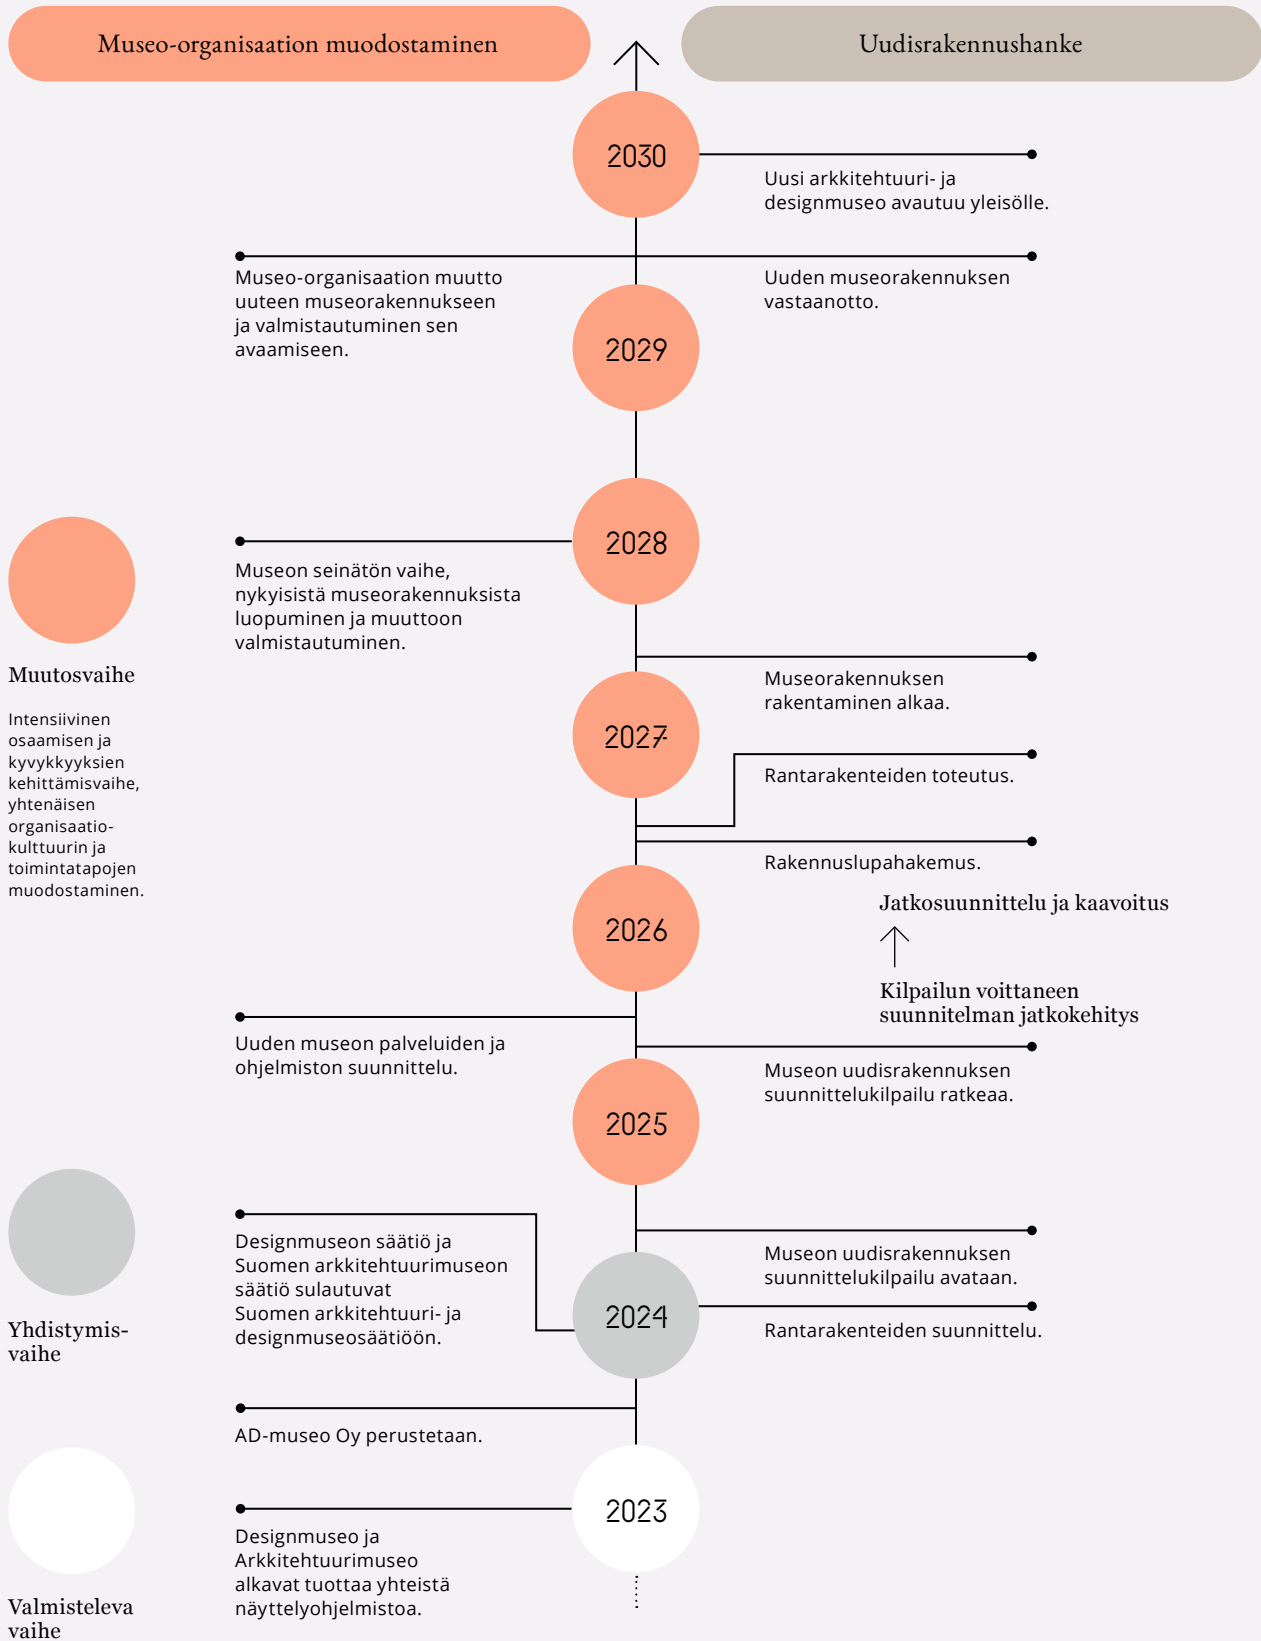 Museo-organisaation muodostaminen
Uudisrakennushanke
2030
Uusi arkkitehtuuri- ja
designmuseo avautuu yleisölle.
Museo-organisaation muutto
uuteen museorakennukseen
ja valmistautuminen sen
avaamiseen.
Uuden museorakennuksen
vastaanotto.
2029
2028
Museon seinätön vaihe,
nykyisistä museorakennuksista
luopuminen ja muuttoon
valmistautuminen.
Muutosvaihe
Intensiivinen
osaamisen ja
kyvykkyyksien
kehittämisvaihe,
yhtenäisen
organisaatio-
kulttuurin ja
toimintatapojen
muodostaminen.
Museorakennuksen
rakentaminen alkaa.
2027
Rantarakenteiden toteutus.
Rakennuslupahakemus.
2026
Jatkosuunnittelu ja kaavoitus
Kilpailun voittaneen
suunnitelman jatkokehitys
Uuden museon palveluiden ja
ohjelmiston suunnittelu.
Museon uudisrakennuksen
suunnittelukilpailu ratkeaa.
2025
Designmuseon säätiö ja
Suomen arkkitehtuurimuseon
säätiö sulautuvat
Suomen arkkitehtuuri- ja
designmuseosäätiöön.
Museon uudisrakennuksen
suunnittelukilpailu avataan.
2024
Rantarakenteiden suunnittelu.
Yhdistymis-
vaihe
AD-museo Oy perustetaan.
2023
Designmuseo ja
Arkkitehtuurimuseo
alkavat tuottaa yhteistä
näyttelyohjelmistoa.
Valmisteleva
vaihe